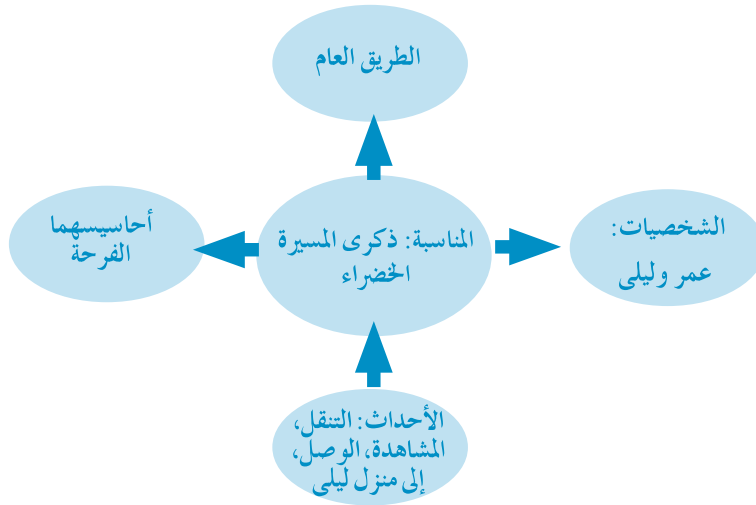 الطريق العام
المناسبة: ذكرى المسيرة
الخضراء
الشخصيات:
عمر وليلى
أحاسيسهما
الفرحة
الأحداث: التنقل،
المشاهدة، الوصل،
إلى منزل ليلى